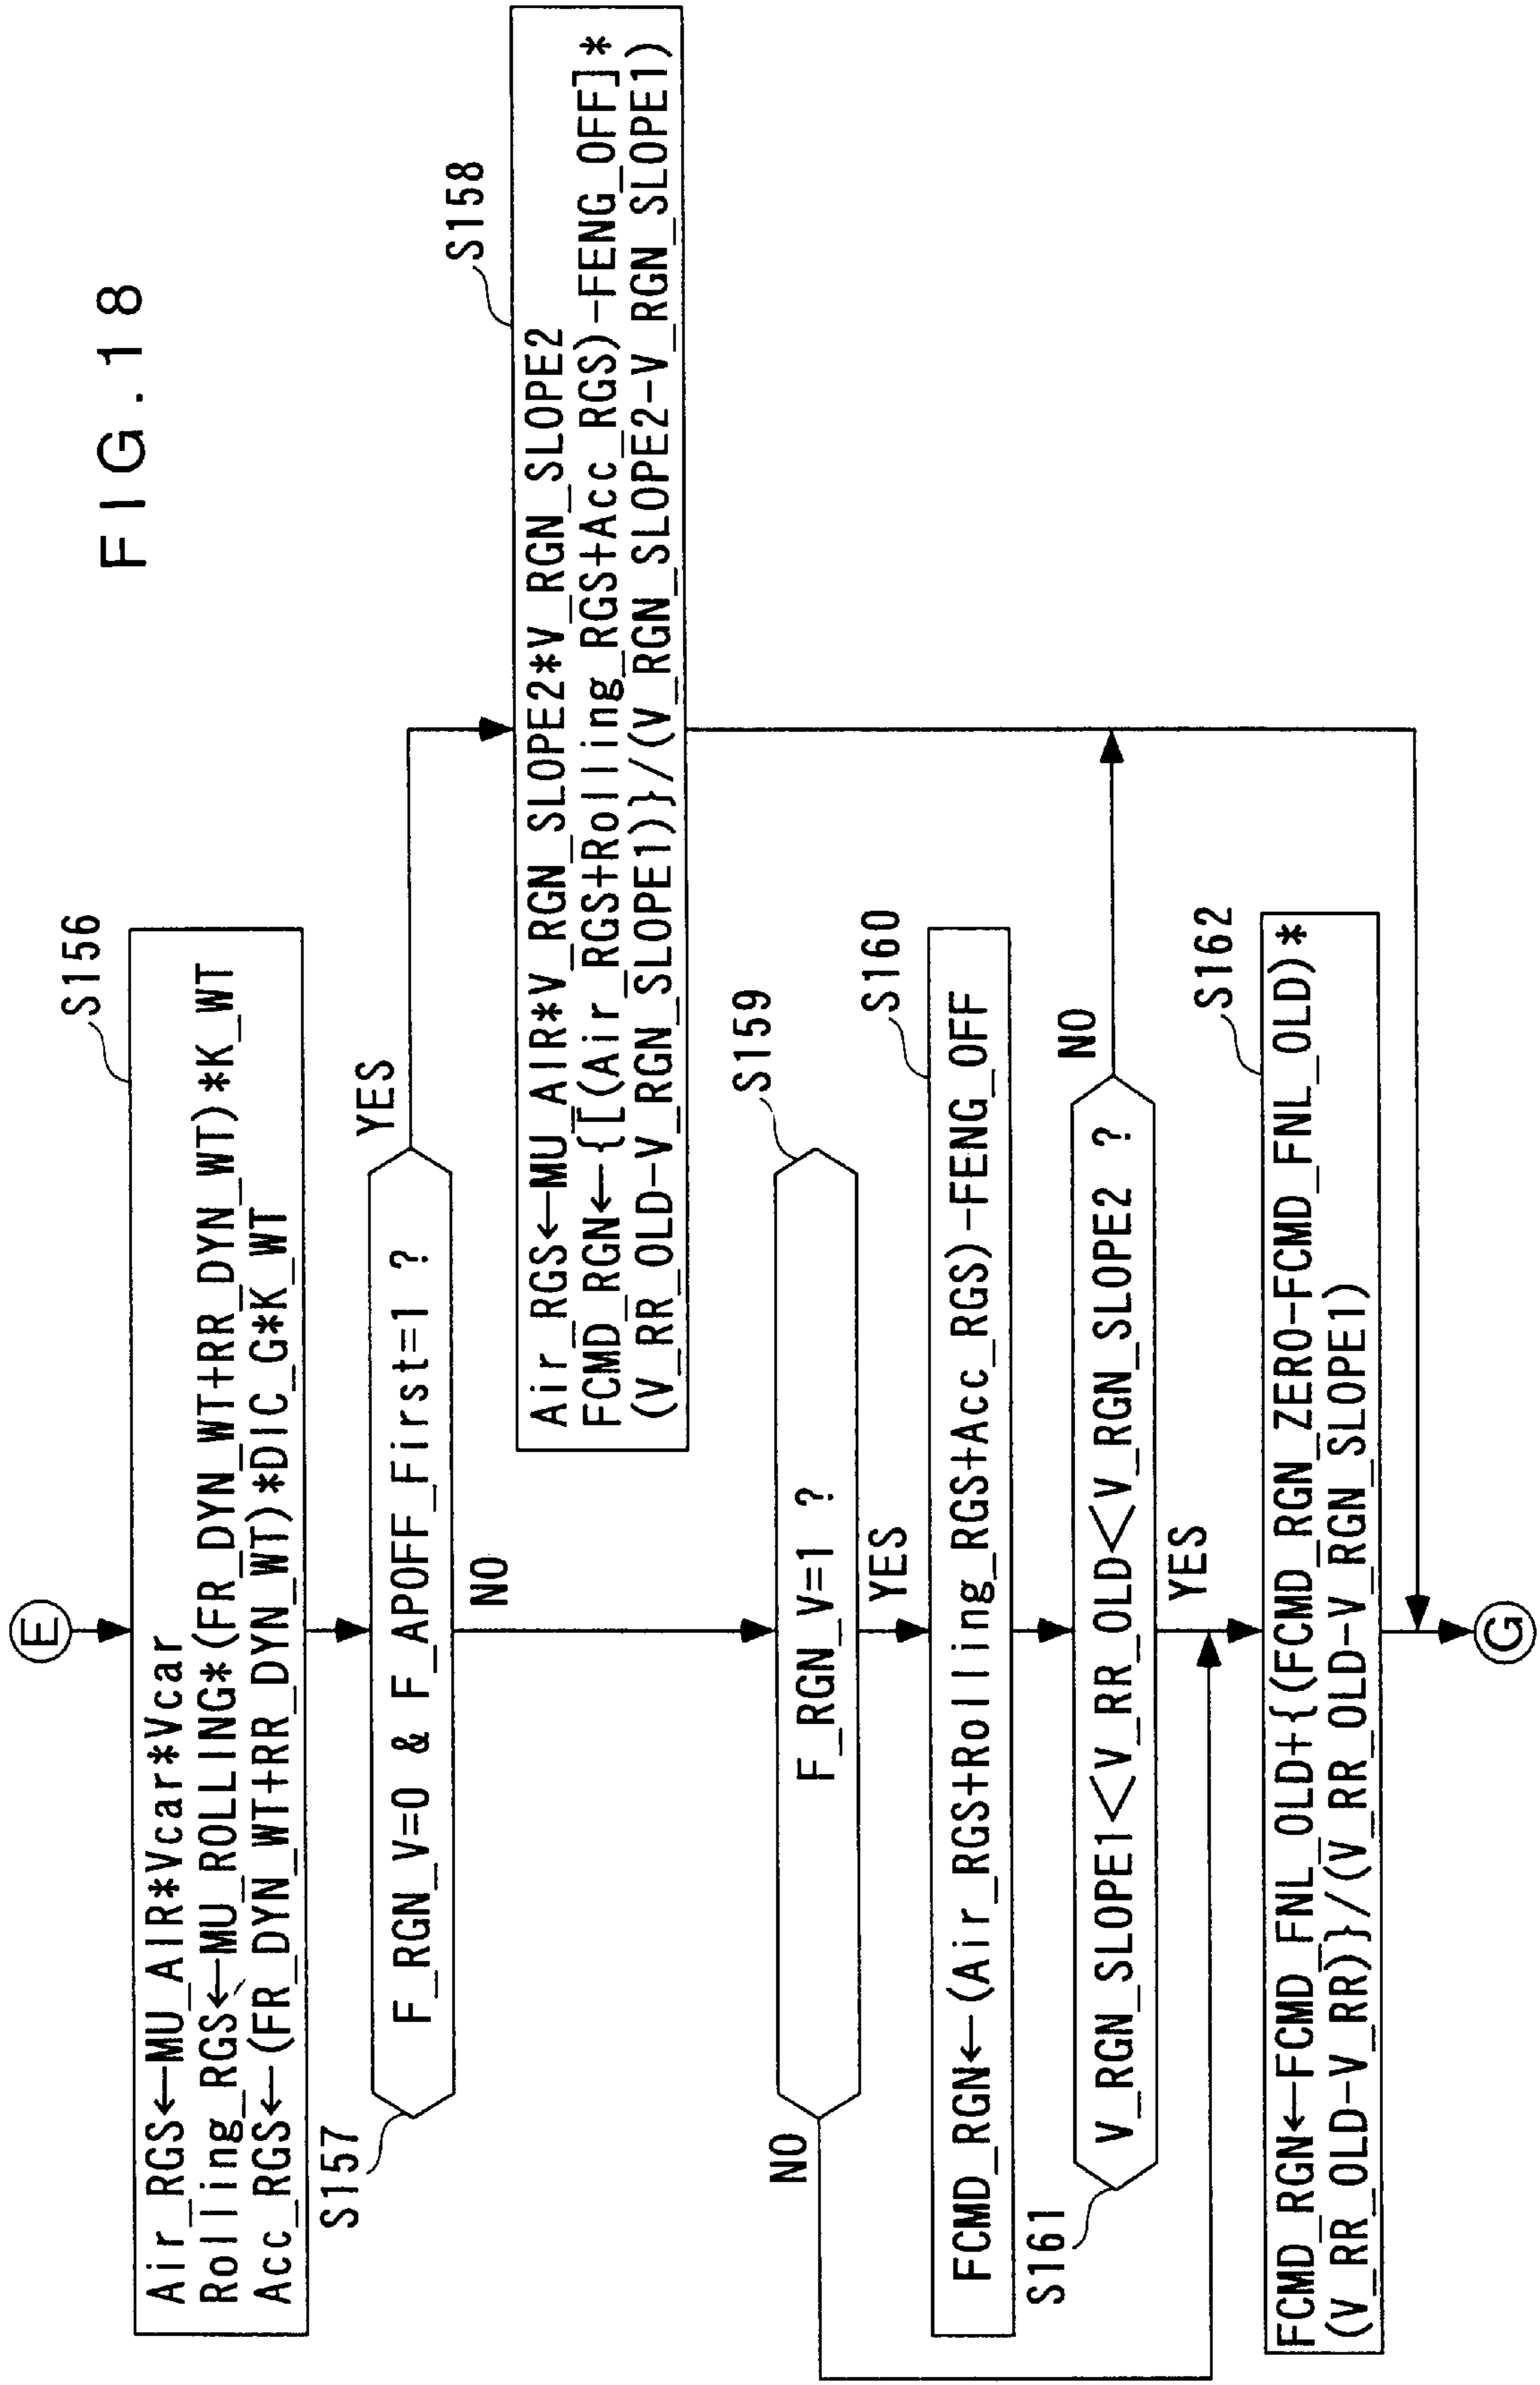 FIG. 18
E
S156
Air_RGS←MU_AIR*Vcar*Vcar
Rolling_RGS←MU_ROLLING*(FR_DYN_WT+RR_DYN_WT)*K_WT
Acc_RGS←(FR_DYN_WT+RR_DYN_WT)*DIC_G*K_WT
S157
F_RGN_V=0 & F_APOFF_First=1 ?
YES
NO
S158
Air_RGS←MU_AIR*V_RGN_SLOPE2*V_RGN_SLOPE2
FCMD_RGN←{[(Air_RGS+Rolling_RGS+Acc_RGS)-FENG_OFF]*
(V_RR_OLD-V_RGN_SLOPE1)}/(V_RGN_SLOPE2-V_RGN_SLOPE1)
S159
F_RGN_V=1 ?
NO
YES
S160
FCMD_RGN←(Air_RGS+Rolling_RGS+Acc_RGS)-FENG_OFF
S161
V_RGN_SLOPE1<V_RR_OLD<V_RGN_SLOPE2 ?
NO
YES
S162
FCMD_RGN←FCMD_FNL_OLD+{(FCMD_RGN_ZERO-FCMD_FNL_OLD)*
(V_RR_OLD-V_RR)}/(V_RR_OLD-V_RGN_SLOPE1)
G